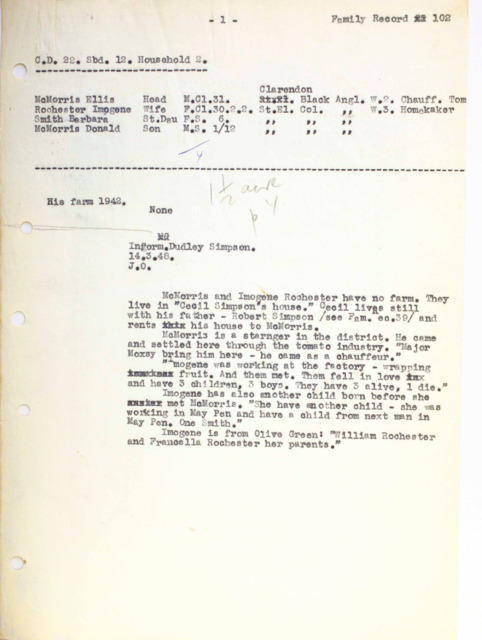 - 1 -
Family Record 102
C.D. 22. Sbd. 12. Household 2.
Clarendon
McMorris Ellis Head M.Cl.31. Black Angl. W.2. Chauff. Tom
Rochester Imogene Wife F.Cl.30.2.2. St.El. Col. ,, W.3. Homekaker
Smith Barbara St.Dau F.S. 6. ,, ,, ,,
McMorris Donald Son M.S. 1/12 ,, ,, ,,
His farm 1942.
None
Inform.Dudley Simpson.
14.3.48.
J.O.
McMorris and Imogene Rochester have no farm. They
live in "Cecil Simpson's house." Cecil lives still
with his father - Robert Simpson /see Fam. ec.39/ and
rents his house to McMorris.
McMorris is a starnger in the district. He came
and settled here through the tomato industry. "Major
Moxsy bring him here - he came as a chauffeur."
"Imogene was working at the factory - wrapping
fruit. And them met. Them fell in love
and have 3 children, 3 boys. They have 3 alive, 1 die."
Imogene has also another child born before she
met McMorris. "She have another child - she was
working in May Pen and have a child from next man in
May Pen. One Smith."
Imogene is from Olive Green: "William Rochester
and Francella Rochester her parents."